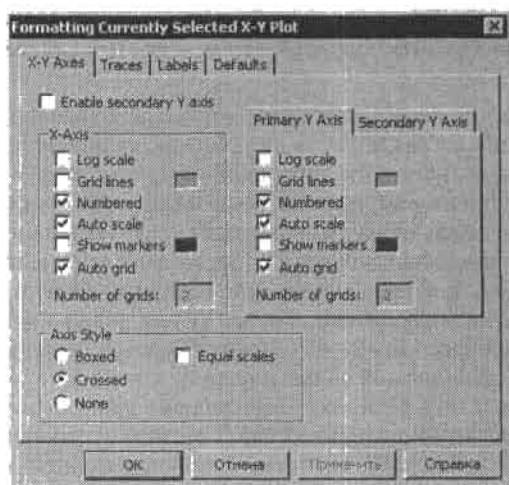 Formatting Currently Selected X-Y Plot
X-Y Axes Traces Labels Defaults
Enable secondary Y axis
X-Axis
Log scale
Grid lines
Numbered
Auto scale
Show markers
Auto grid
Number of grids: 2
Primary Y Axis Secondary Y Axis
Log scale
Grid lines
Numbered
Auto scale
Show markers
Auto grid
Number of grids: 2
Axis Style
Boxed
Equal scales
Crossed
None
OK Отмена Применить Справка